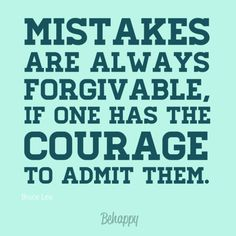 MISTAKES
ARE ALWAYS
FORGIVABLE,
IF ONE HAS THE
COURAGE
TO ADMIT THEM.
Bruce Lee
Behappy